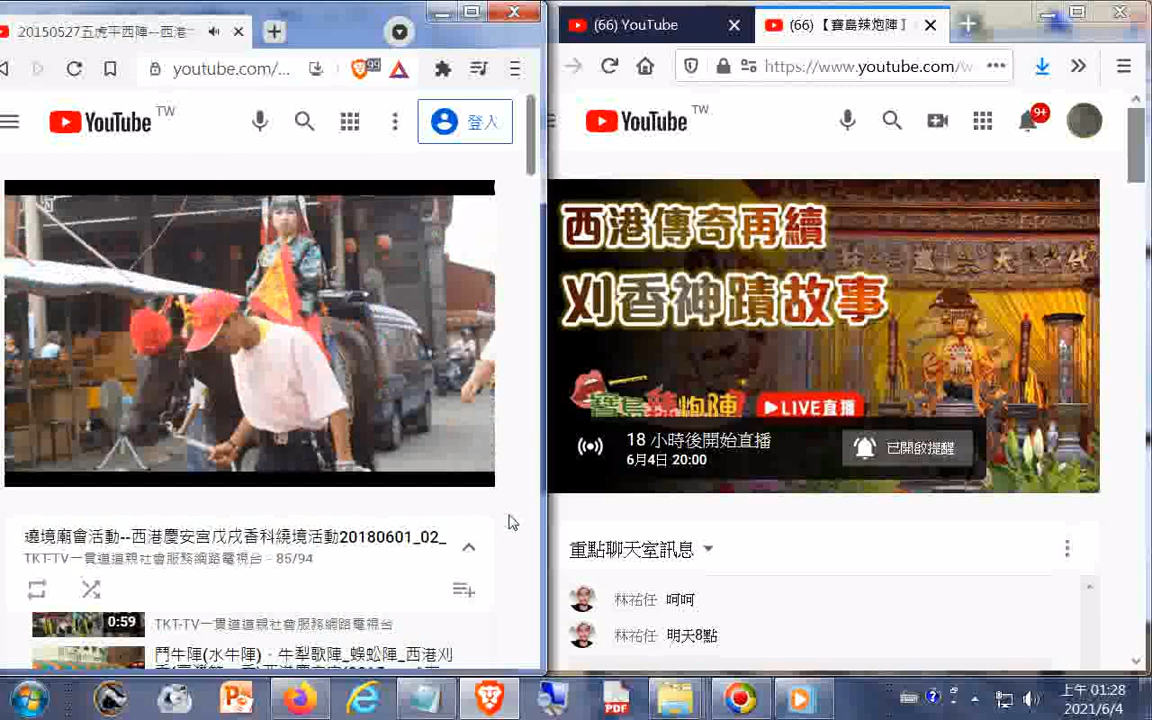 20150527五虎平西陣--西港
youtube.com/...
99
YouTube TW
登入
遶境廟會活動--西港慶安宮戊戌香科繞境活動20180601_02_
TKT-TV一貫道道親社會服務網路電視台 - 85/94
0:59
TKT-TV一貫道道親社會服務網路電視台
鬥牛陣(水牛陣)‧牛犁歌陣_蜈蚣陣_西港刈
(66) YouTube
(66) 【寶島辣炮陣】
https://www.youtube.com/w
YouTube TW
9+
西港傳奇再續
刈香神蹟故事
寶島辣炮陣
LIVE直播
18 小時後開始直播
6月4日 20:00
已開啟提醒
重點聊天室訊息
林祐任 呵呵
林祐任 明天8點
PDF
上午 01:28
2021/6/4